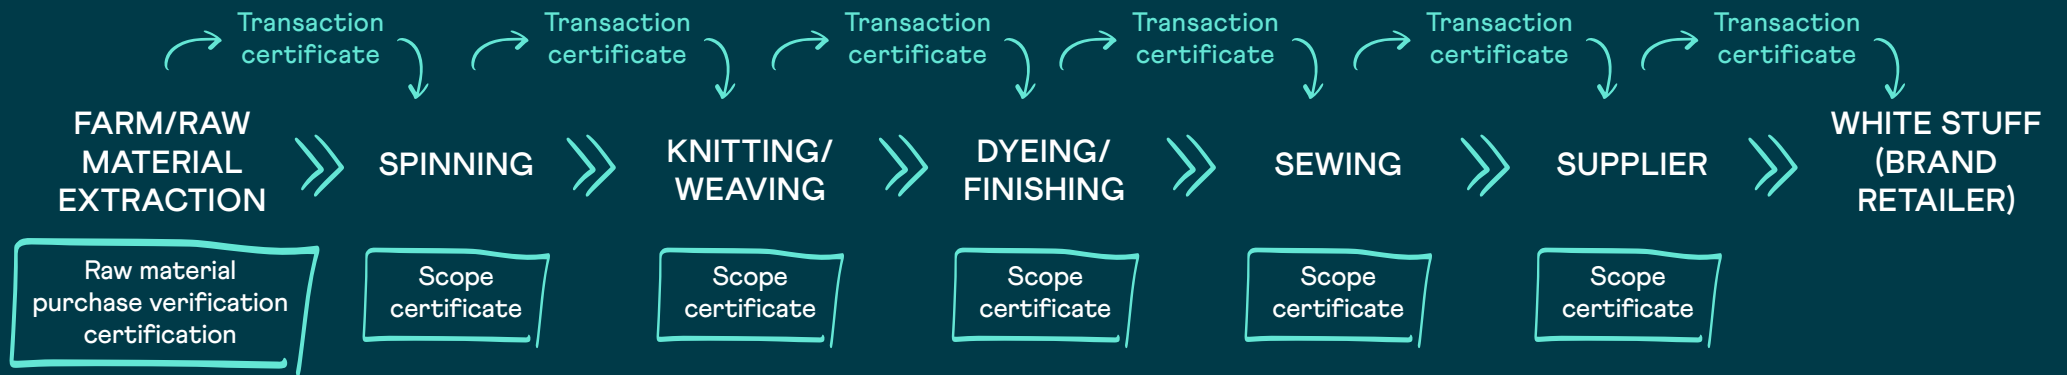 Transaction
certificate
Transaction
certificate
Transaction
certificate
Transaction
certificate
Transaction
certificate
Transaction
certificate
FARM/RAW
MATERIAL
EXTRACTION
SPINNING
KNITTING/
WEAVING
DYEING/
FINISHING
SEWING
SUPPLIER
WHITE STUFF
(BRAND
RETAILER)
Raw material
purchase verification
certification
Scope
certificate
Scope
certificate
Scope
certificate
Scope
certificate
Scope
certificate